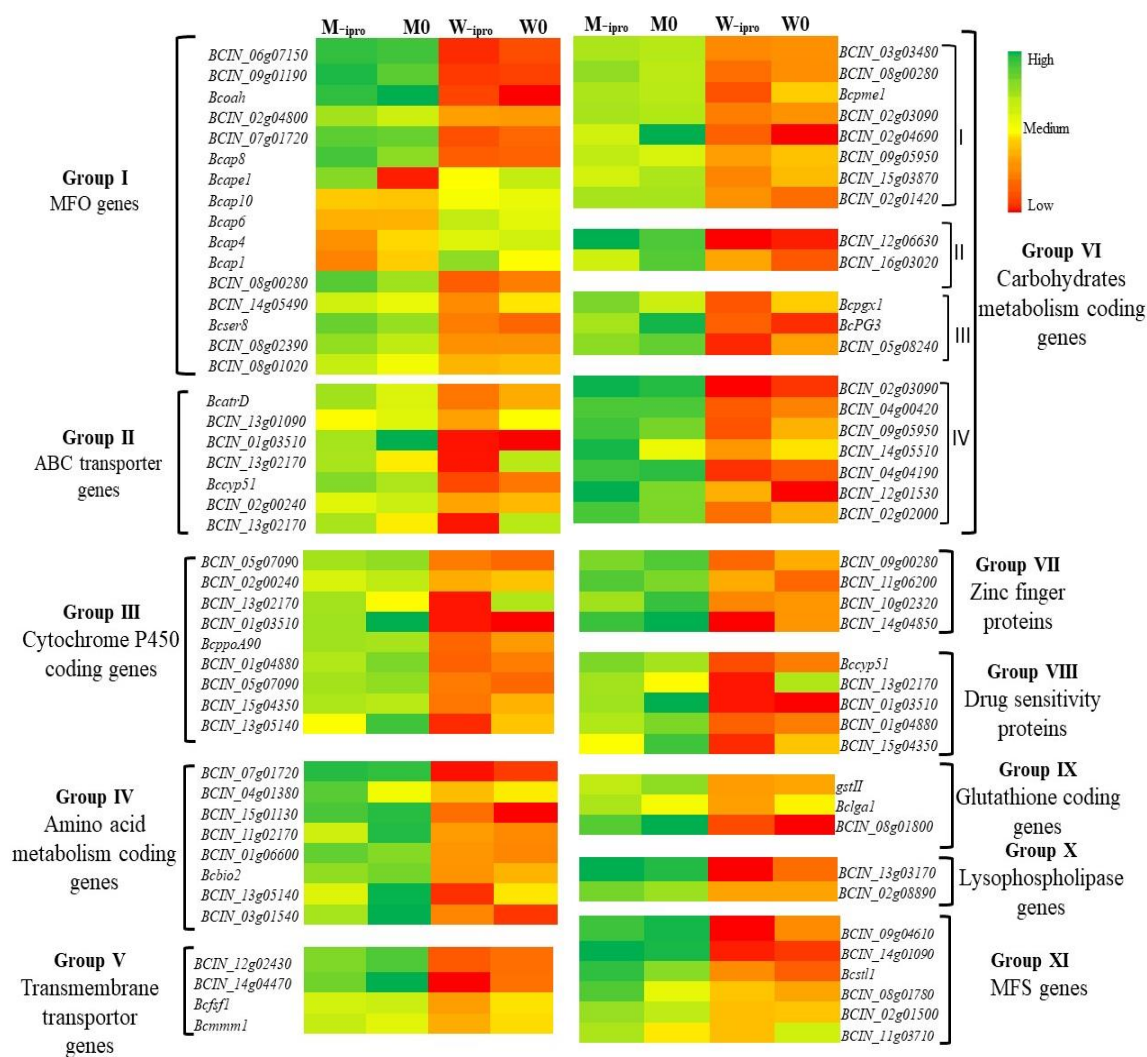 M-ipro M0 W-ipro W0
M-ipro M0 W-ipro W0
Group I
MFO genes
BCIN_06g07150
BCIN_09g01190
Bcoah
BCIN_02g04800
BCIN_07g01720
Bcap8
Bcape1
Bcap10
Bcap6
Bcap4
Bcap1
BCIN_08g00280
BCIN_14g05490
Bcser8
BCIN_08g02390
BCIN_08g01020
Group II
ABC transporter
genes
BcatrD
BCIN_13g01090
BCIN_01g03510
BCIN_13g02170
Bccyp51
BCIN_02g00240
BCIN_13g02170
Group III
Cytochrome P450
coding genes
BCIN_05g07090
BCIN_02g00240
BCIN_13g02170
BCIN_01g03510
BcppoA90
BCIN_01g04880
BCIN_05g07090
BCIN_15g04350
BCIN_13g05140
Group IV
Amino acid
metabolism coding
genes
BCIN_07g01720
BCIN_04g01380
BCIN_15g01130
BCIN_11g02170
BCIN_01g06600
Bcbio2
BCIN_13g05140
BCIN_03g01540
Group V
Transmembrane
transportor
genes
BCIN_12g02430
BCIN_14g04470
Bcfsf1
Bcmmm1
BCIN_03g03480
BCIN_08g00280
Bcpme1
BCIN_02g03090
BCIN_02g04690
BCIN_09g05950
BCIN_15g03870
BCIN_02g01420
I
BCIN_12g06630
BCIN_16g03020
II
Bcpgx1
BcPG3
BCIN_05g08240
III
BCIN_02g03090
BCIN_04g00420
BCIN_09g05950
BCIN_14g05510
BCIN_04g04190
BCIN_12g01530
BCIN_02g02000
IV
High
Medium
Low
Group VI
Carbohydrates
metabolism coding
genes
BCIN_09g00280
BCIN_11g06200
BCIN_10g02320
BCIN_14g04850
Group VII
Zinc finger
proteins
Bccyp51
BCIN_13g02170
BCIN_01g03510
BCIN_01g04880
BCIN_15g04350
Group VIII
Drug sensitivity
proteins
gstII
Bclga1
BCIN_08g01800
Group IX
Glutathione coding
genes
BCIN_13g03170
BCIN_02g08890
Group X
Lysophospholipase
genes
BCIN_09g04610
BCIN_14g01090
Bcstl1
BCIN_08g01780
BCIN_02g01500
BCIN_11g03710
Group XI
MFS genes